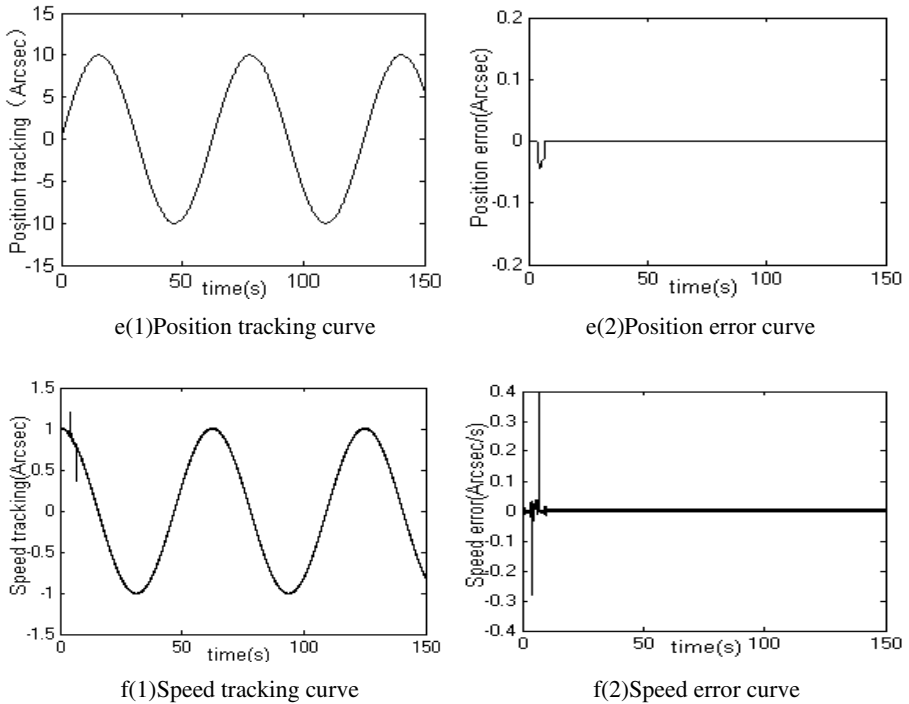 15
10
5
0
-5
-10
-15
0 50 100 150
Position tracking (Arcsec)
time(s)
e(1)Position tracking curve
0.2
0.1
0
-0.1
-0.2
0 50 100 150
Position error(Arcsec)
time(s)
e(2)Position error curve
1.5
1
0.5
0
-0.5
-1
-1.5
0 50 100 150
Speed tracking(Arcsec)
time(s)
f(1)Speed tracking curve
0.4
0.3
0.2
0.1
0
-0.1
-0.2
-0.3
-0.4
0 50 100 150
Speed error(Arcsec/s)
time(s)
f(2)Speed error curve